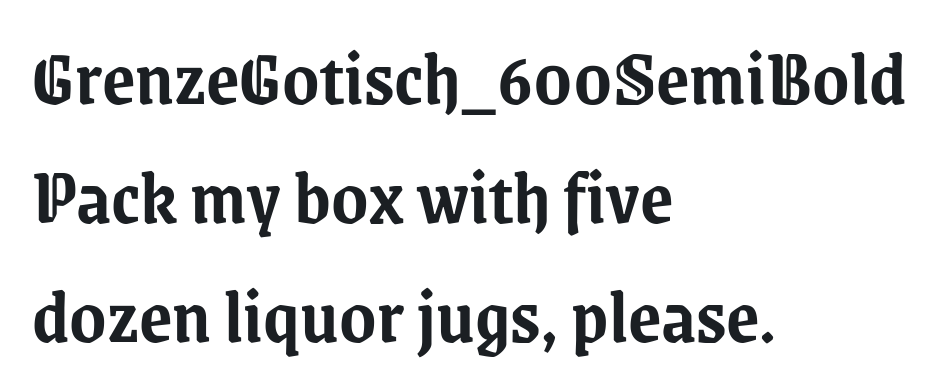 GrenzeGotisch_600SemiBold
Pack my box with five
dozen liquor jugs, please.